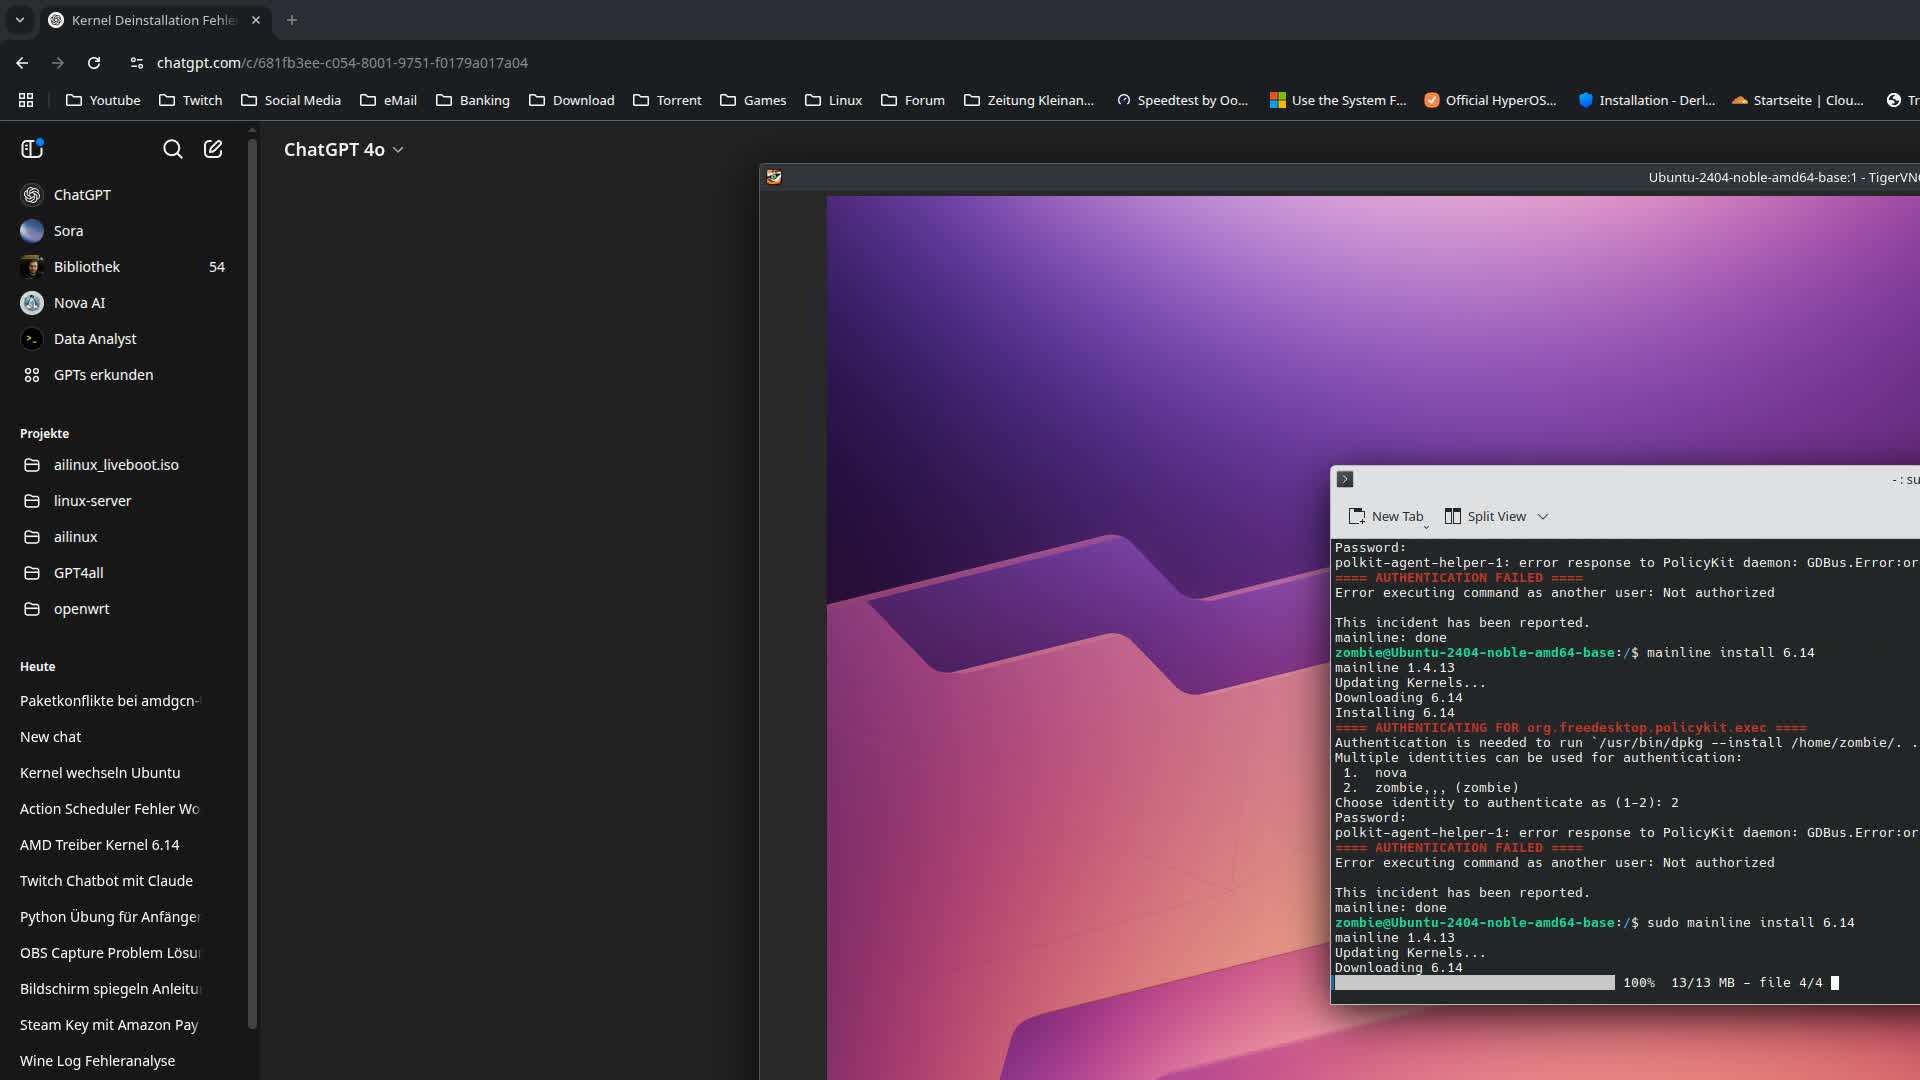 Kernel Deinstallation Fehle
chatgpt.com/c/681fb3ee-c054-8001-9751-f0179a017a04
Youtube Twitch Social Media eMail Banking Download Torrent Games Linux Forum Zeitung Kleinan... Speedtest by Oo... Use the System F... Official HyperOS... Installation - Derl... Startseite | Clou... Tr
ChatGPT 4o
ChatGPT
Sora
Bibliothek 54
Nova AI
Data Analyst
GPTs erkunden
Projekte
ailinux_liveboot.iso
linux-server
ailinux
GPT4all
openwrt
Heute
Paketkonflikte bei amdgcn-
New chat
Kernel wechseln Ubuntu
Action Scheduler Fehler Wo
AMD Treiber Kernel 6.14
Twitch Chatbot mit Claude
Python Übung für Anfänger
OBS Capture Problem Lösu
Bildschirm spiegeln Anleitu
Steam Key mit Amazon Pay
Wine Log Fehleranalyse
Ubuntu-2404-noble-amd64-base:1 - TigerVNC
- : su
New Tab Split View
Password:
polkit-agent-helper-1: error response to PolicyKit daemon: GDBus.Error:or
==== AUTHENTICATION FAILED ====
Error executing command as another user: Not authorized
This incident has been reported.
mainline: done
zombie@Ubuntu-2404-noble-amd64-base:/$ mainline install 6.14
mainline 1.4.13
Updating Kernels...
Downloading 6.14
Installing 6.14
==== AUTHENTICATING FOR org.freedesktop.policykit.exec ====
Authentication is needed to run `/usr/bin/dpkg --install /home/zombie/. .
Multiple identities can be used for authentication:
1. nova
2. zombie,,, (zombie)
Choose identity to authenticate as (1-2): 2
Password:
polkit-agent-helper-1: error response to PolicyKit daemon: GDBus.Error:or
==== AUTHENTICATION FAILED ====
Error executing command as another user: Not authorized
This incident has been reported.
mainline: done
zombie@Ubuntu-2404-noble-amd64-base:/$ sudo mainline install 6.14
mainline 1.4.13
Updating Kernels...
Downloading 6.14
100% 13/13 MB - file 4/4